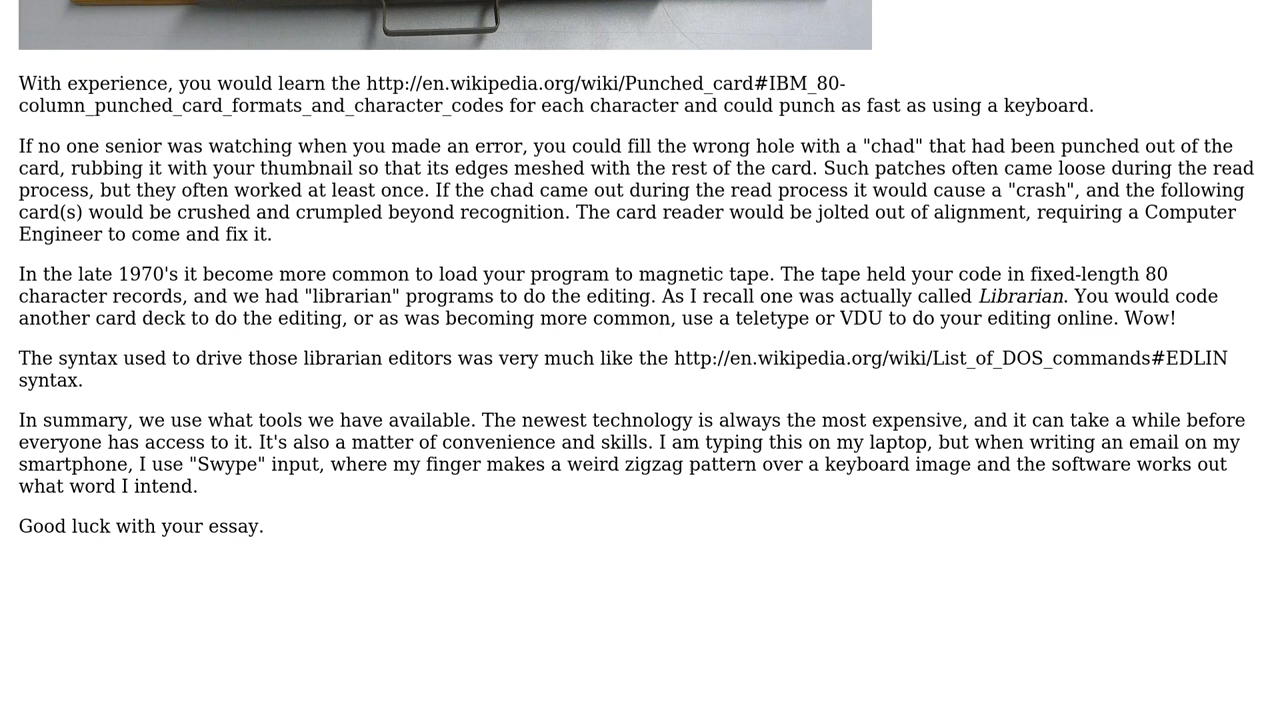 With experience, you would learn the http://en.wikipedia.org/wiki/Punched_card#IBM_80-
column_punched_card_formats_and_character_codes for each character and could punch as fast as using a keyboard.
If no one senior was watching when you made an error, you could fill the wrong hole with a "chad" that had been punched out of the
card, rubbing it with your thumbnail so that its edges meshed with the rest of the card. Such patches often came loose during the read
process, but they often worked at least once. If the chad came out during the read process it would cause a "crash", and the following
card(s) would be crushed and crumpled beyond recognition. The card reader would be jolted out of alignment, requiring a Computer
Engineer to come and fix it.
In the late 1970's it become more common to load your program to magnetic tape. The tape held your code in fixed-length 80
character records, and we had "librarian" programs to do the editing. As I recall one was actually called Librarian. You would code
another card deck to do the editing, or as was becoming more common, use a teletype or VDU to do your editing online. Wow!
The syntax used to drive those librarian editors was very much like the http://en.wikipedia.org/wiki/List_of_DOS_commands#EDLIN
syntax.
In summary, we use what tools we have available. The newest technology is always the most expensive, and it can take a while before
everyone has access to it. It's also a matter of convenience and skills. I am typing this on my laptop, but when writing an email on my
smartphone, I use "Swype" input, where my finger makes a weird zigzag pattern over a keyboard image and the software works out
what word I intend.
Good luck with your essay.